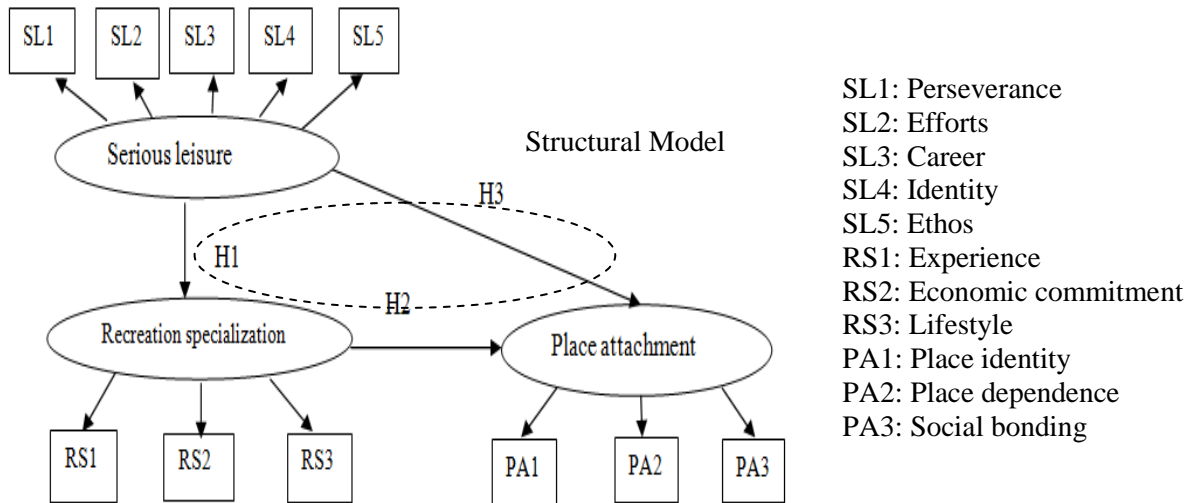 SL1
SL2
SL3
SL4
SL5
Serious leisure
Structural Model
H3
H1
H2
Recreation specialization
Place attachment
RS1
RS2
RS3
PA1
PA2
PA3
SL1: Perseverance
SL2: Efforts
SL3: Career
SL4: Identity
SL5: Ethos
RS1: Experience
RS2: Economic commitment
RS3: Lifestyle
PA1: Place identity
PA2: Place dependence
PA3: Social bonding